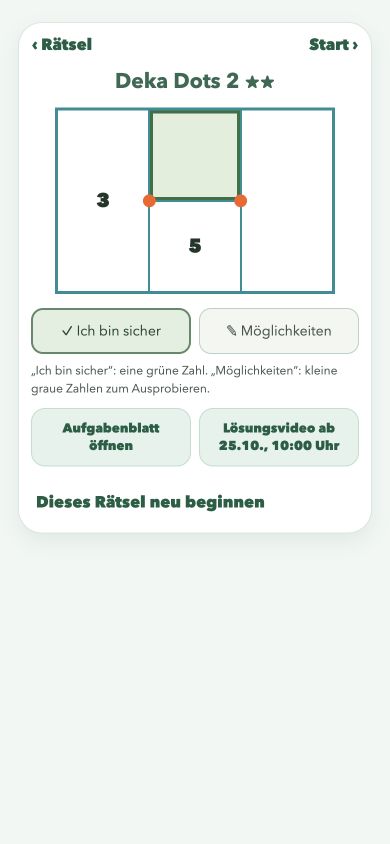 ‹ Rätsel
Start ›
Deka Dots 2 ★★
3
5
✓ Ich bin sicher
✎ Möglichkeiten
„Ich bin sicher“: eine grüne Zahl. „Möglichkeiten“: kleine
graue Zahlen zum Ausprobieren.
Aufgabenblatt
öffnen
Lösungsvideo ab
25.10., 10:00 Uhr
Dieses Rätsel neu beginnen